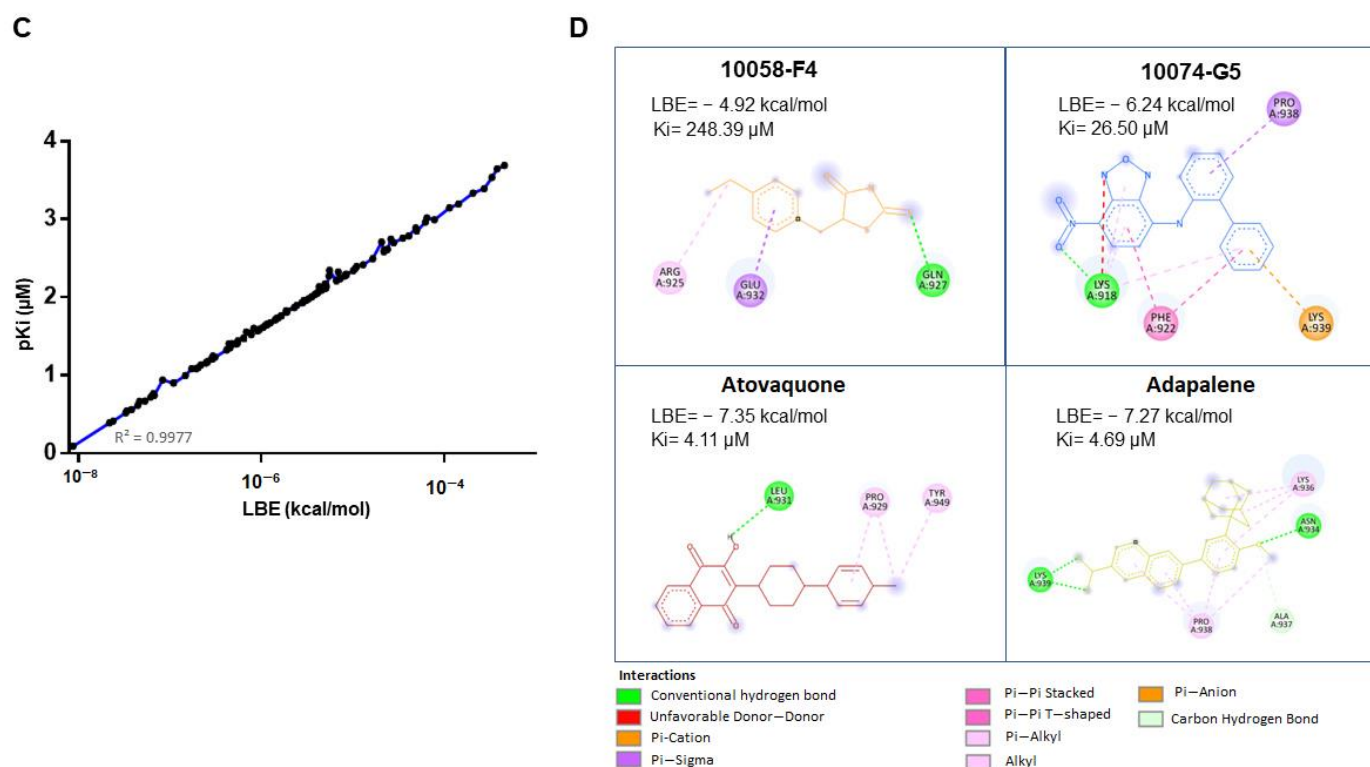 C
D
4
3
2
1
0
pKi (µM)
R² = 0.9977
10⁻⁸
10⁻⁶
10⁻⁴
LBE (kcal/mol)
10058-F4
LBE= − 4.92 kcal/mol
Ki= 248.39 µM
ARG
A:925
GLU
A:932
GLN
A:927
10074-G5
LBE= − 6.24 kcal/mol
Ki= 26.50 µM
PRO
A:938
O
N
N
N
N
O
O
LYS
A:918
PHE
A:922
LYS
A:939
Atovaquone
LBE= − 7.35 kcal/mol
Ki= 4.11 µM
LEU
A:931
PRO
A:929
TYR
A:949
H
O
O
O
Adapalene
LBE= − 7.27 kcal/mol
Ki= 4.69 µM
LYS
A:936
ASN
A:934
LYS
A:939
PRO
A:938
ALA
A:937
Interactions
Conventional hydrogen bond
Unfavorable Donor−Donor
Pi-Cation
Pi−Sigma
Pi−Pi Stacked
Pi−Pi T−shaped
Pi−Alkyl
Alkyl
Pi−Anion
Carbon Hydrogen Bond